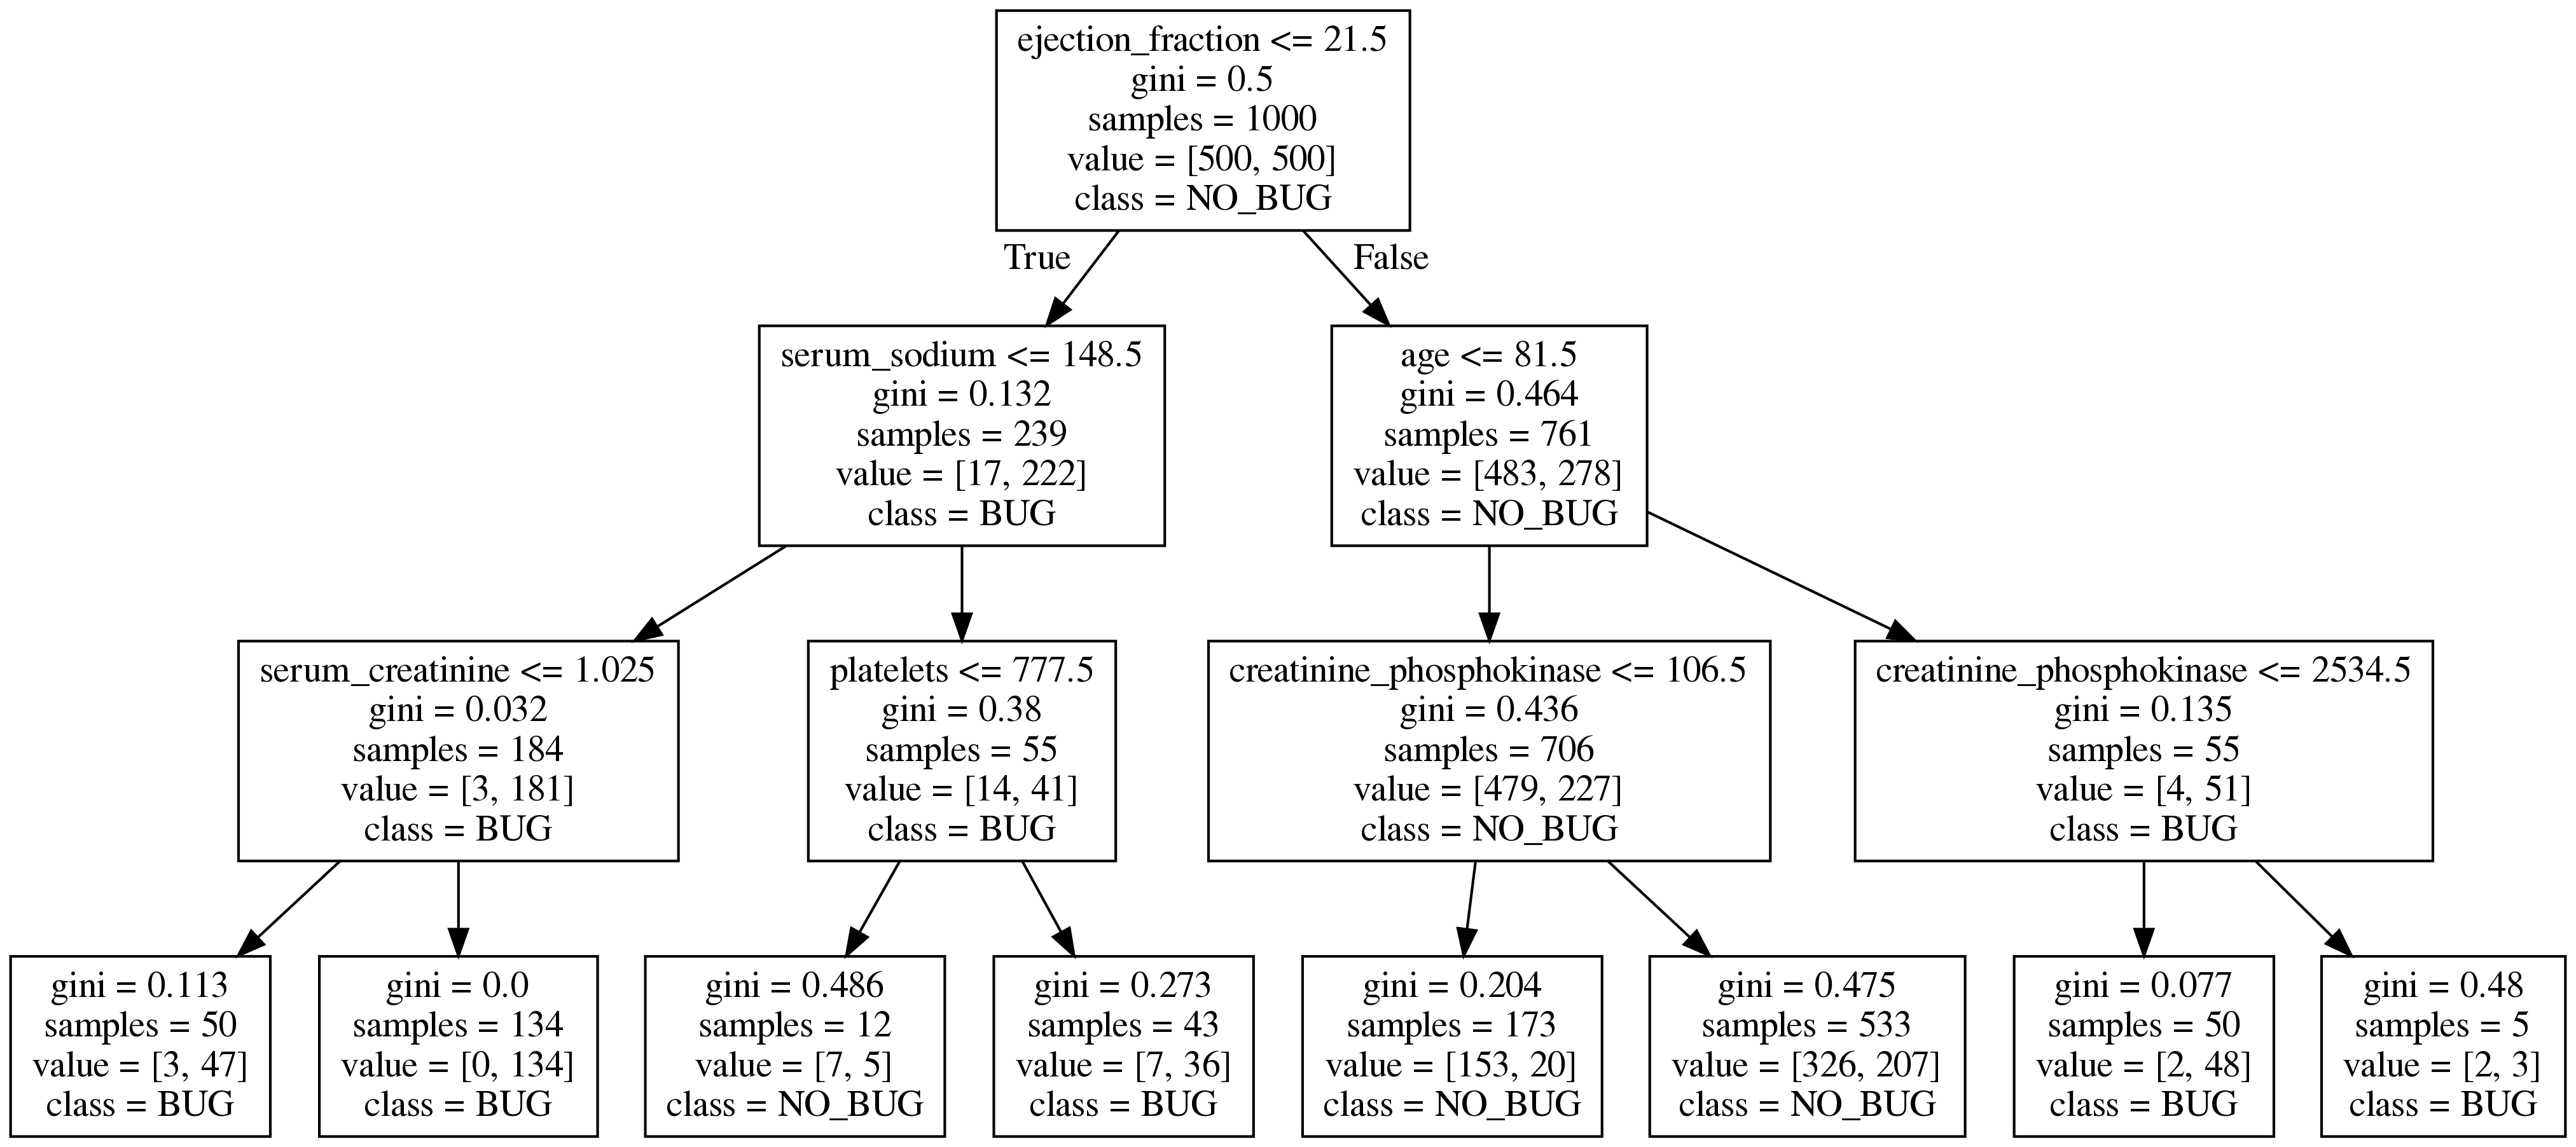 ejection_fraction <= 21.5
gini = 0.5
samples = 1000
value = [500, 500]
class = NO_BUG
True
False
serum_sodium <= 148.5
gini = 0.132
samples = 239
value = [17, 222]
class = BUG
age <= 81.5
gini = 0.464
samples = 761
value = [483, 278]
class = NO_BUG
serum_creatinine <= 1.025
gini = 0.032
samples = 184
value = [3, 181]
class = BUG
platelets <= 777.5
gini = 0.38
samples = 55
value = [14, 41]
class = BUG
creatinine_phosphokinase <= 106.5
gini = 0.436
samples = 706
value = [479, 227]
class = NO_BUG
creatinine_phosphokinase <= 2534.5
gini = 0.135
samples = 55
value = [4, 51]
class = BUG
gini = 0.113
samples = 50
value = [3, 47]
class = BUG
gini = 0.0
samples = 134
value = [0, 134]
class = BUG
gini = 0.486
samples = 12
value = [7, 5]
class = NO_BUG
gini = 0.273
samples = 43
value = [7, 36]
class = BUG
gini = 0.204
samples = 173
value = [153, 20]
class = NO_BUG
gini = 0.475
samples = 533
value = [326, 207]
class = NO_BUG
gini = 0.077
samples = 50
value = [2, 48]
class = BUG
gini = 0.48
samples = 5
value = [2, 3]
class = BUG